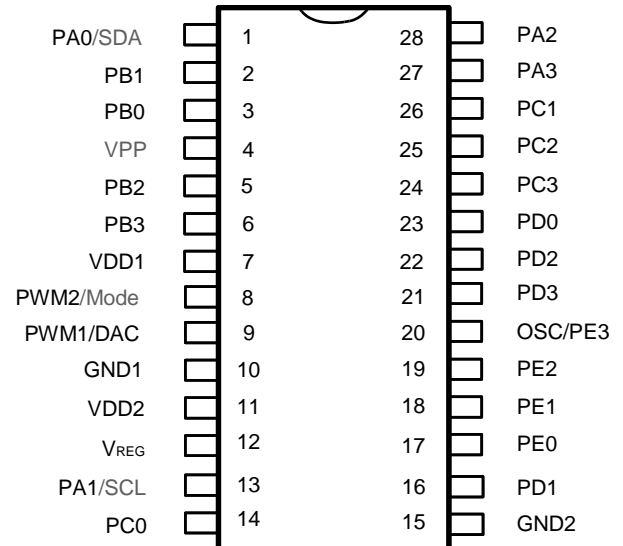 PA0/SDA 1 28 PA2
PB1 2 27 PA3
PB0 3 26 PC1
VPP 4 25 PC2
PB2 5 24 PC3
PB3 6 23 PD0
VDD1 7 22 PD2
PWM2/Mode 8 21 PD3
PWM1/DAC 9 20 OSC/PE3
GND1 10 19 PE2
VDD2 11 18 PE1
VREG 12 17 PE0
PA1/SCL 13 16 PD1
PC0 14 15 GND2